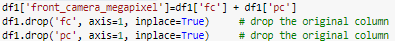 df1['front_camera_megapixel']=df1['fc'] + df1['pc']
df1.drop('fc', axis=1, inplace=True)     # drop the original column
df1.drop('pc', axis=1, inplace=True)     # drop the original column